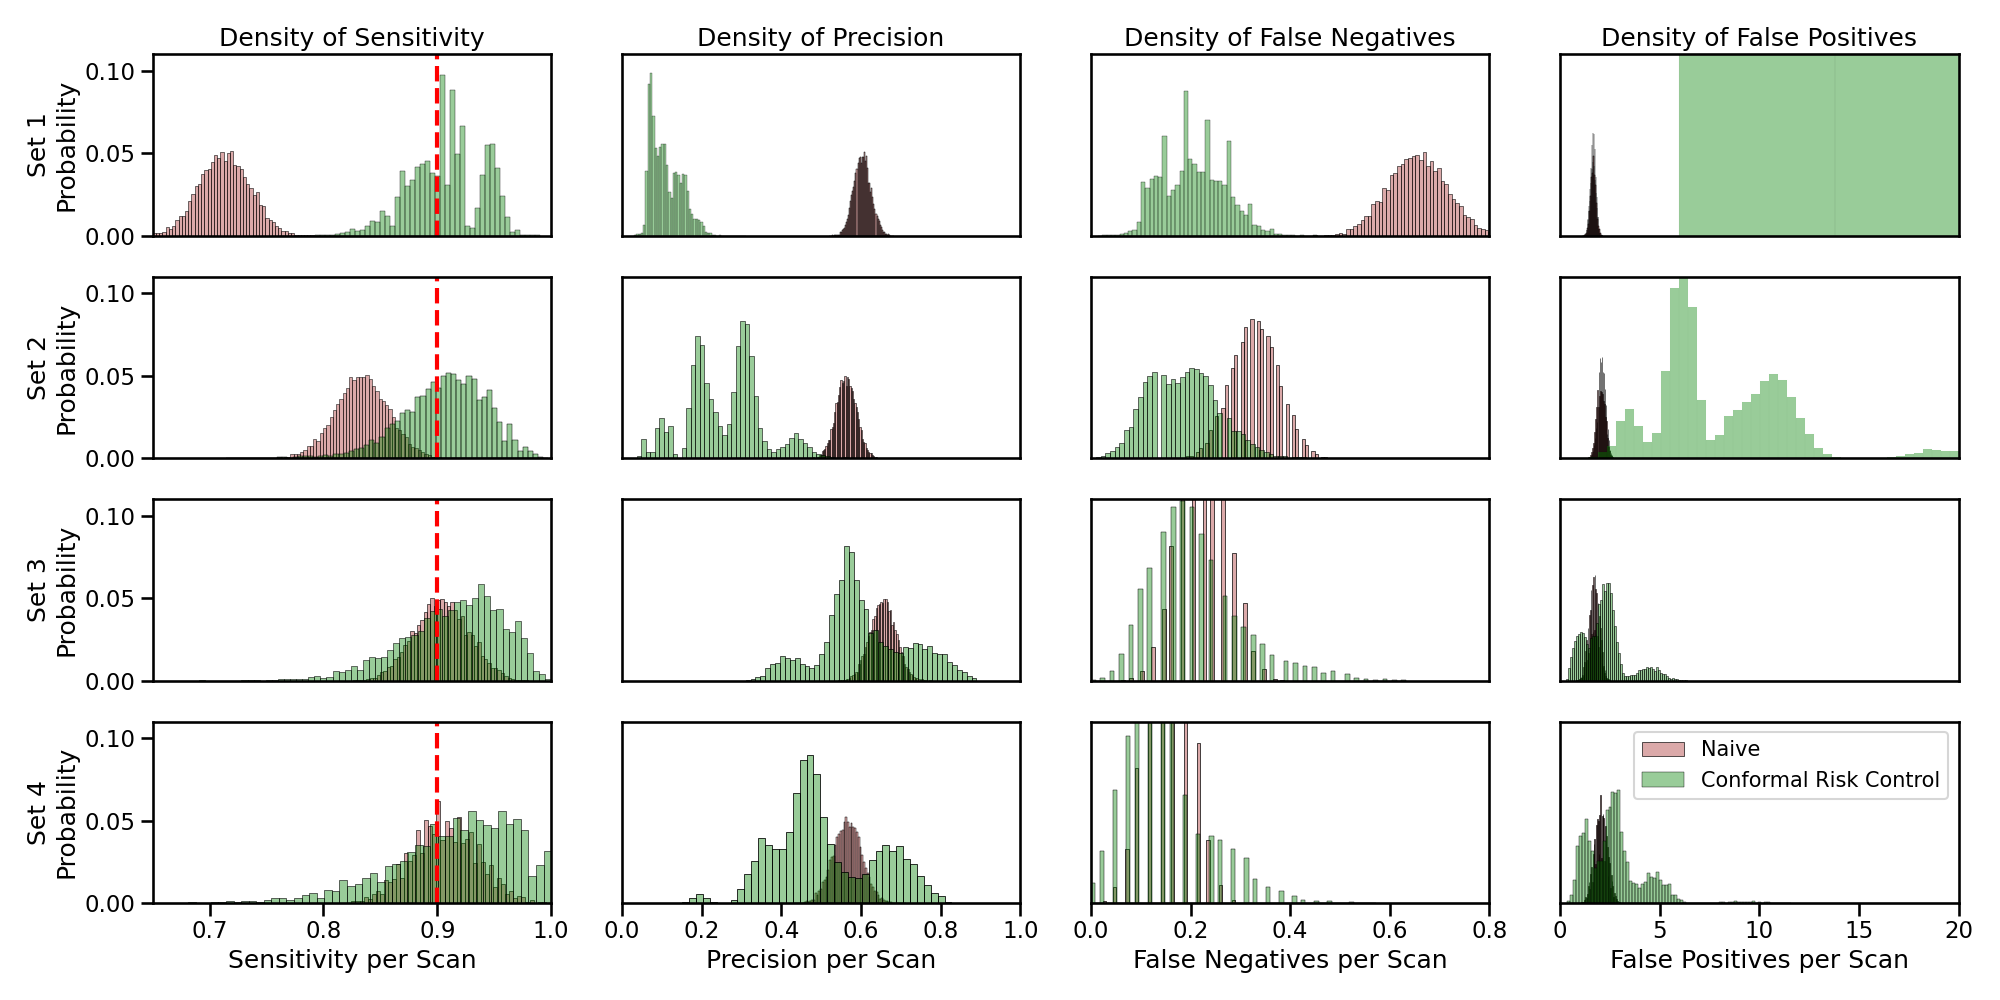 Density of Sensitivity
Density of Precision
Density of False Negatives
Density of False Positives
Set 1
Probability
0.10
0.05
0.00
Set 2
Probability
0.10
0.05
0.00
Set 3
Probability
0.10
0.05
0.00
Set 4
Probability
0.10
0.05
0.00
Naive
Conformal Risk Control
0.7 0.8 0.9 1.0
0.0 0.2 0.4 0.6 0.8 1.0
0.0 0.2 0.4 0.6 0.8
0 5 10 15 20
Sensitivity per Scan
Precision per Scan
False Negatives per Scan
False Positives per Scan